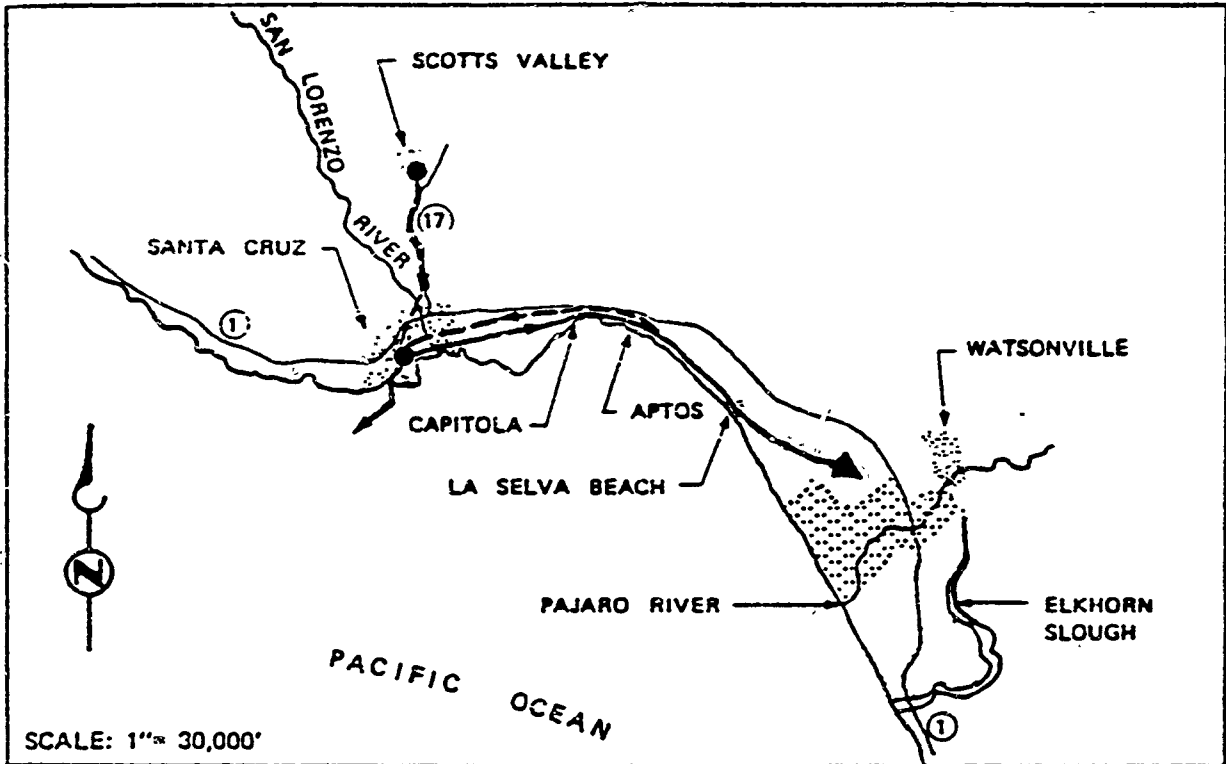 SCOTTS VALLEY
SAN LORENZO RIVER
17
SANTA CRUZ
1
WATSONVILLE
CAPITOLA
APTOS
LA SELVA BEACH
PAJARO RIVER
ELKHORN
SLOUGH
PACIFIC OCEAN
1
SCALE: 1"≈ 30,000'
N